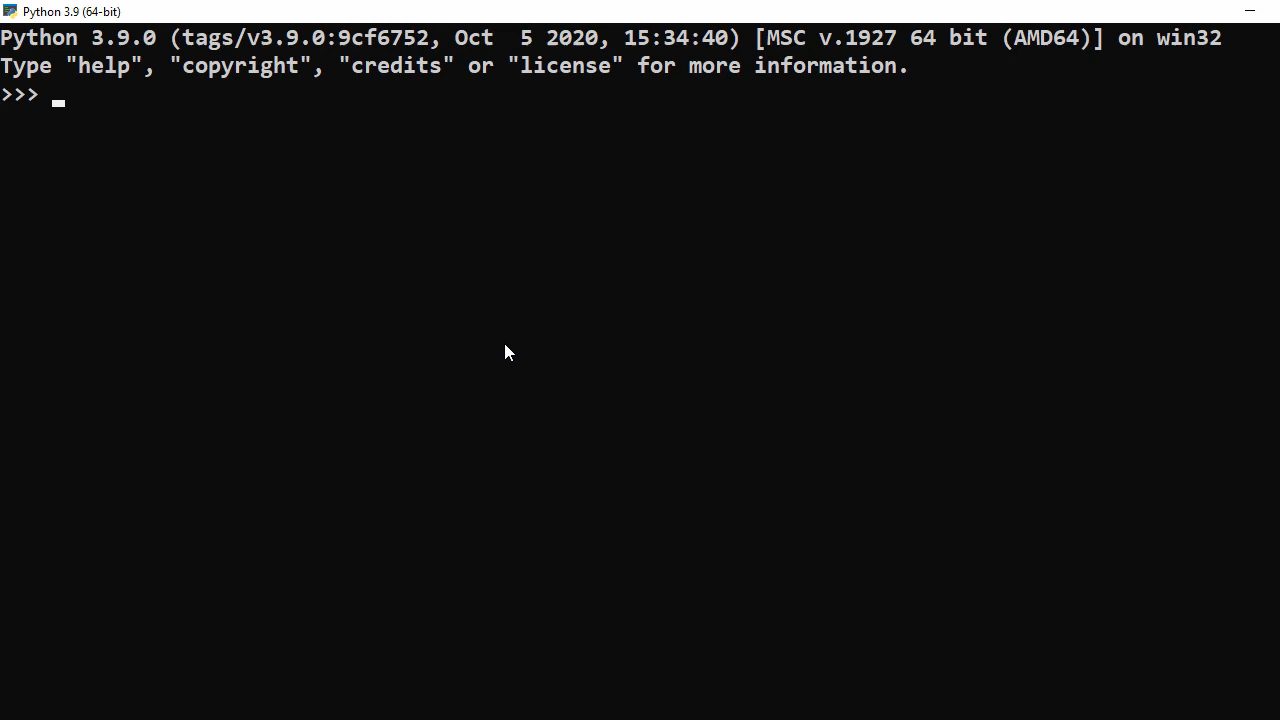 Python 3.9 (64-bit)
Python 3.9.0 (tags/v3.9.0:9cf6752, Oct  5 2020, 15:34:40) [MSC v.1927 64 bit (AMD64)] on win32
Type "help", "copyright", "credits" or "license" for more information.
>>>